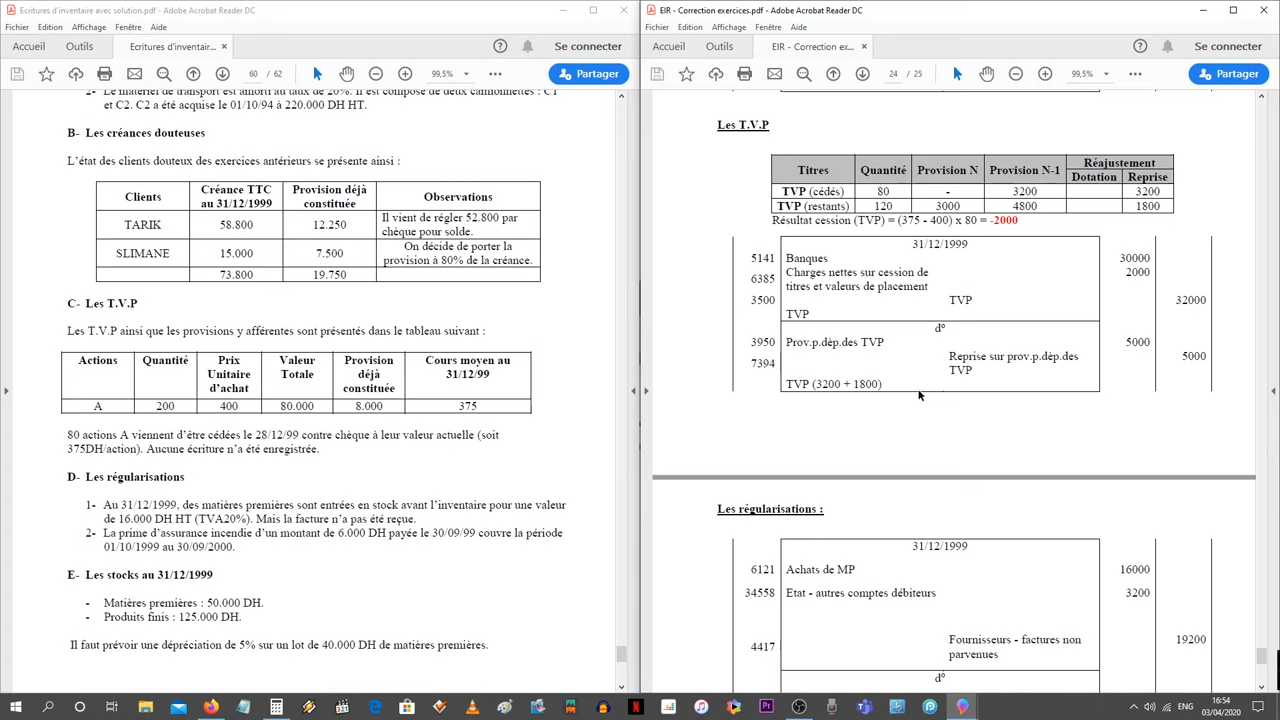 Ecritures d'inventaire avec solution.pdf - Adobe Acrobat Reader DC
Fichier Edition Affichage Fenêtre Aide
Accueil Outils Ecritures d'inventai... × Se connecter
60 / 62 99,5% Partager
2- Le matériel de transport est amorti au taux de 20%. Il est composé de deux camionnettes : C1
et C2. C2 a été acquise le 01/10/94 à 220.000 DH HT.
B- Les créances douteuses
L'état des clients douteux des exercices antérieurs se présente ainsi :
Clients Créance TTC au 31/12/1999 Provision déjà constituée Observations
TARIK 58.800 12.250 Il vient de régler 52.800 par chèque pour solde.
SLIMANE 15.000 7.500 On décide de porter la provision à 80% de la créance.
73.800 19.750
C- Les T.V.P
Les T.V.P ainsi que les provisions y afférentes sont présentés dans le tableau suivant :
Actions Quantité Prix Unitaire d'achat Valeur Totale Provision déjà constituée Cours moyen au 31/12/99
A 200 400 80.000 8.000 375
80 actions A viennent d'être cédées le 28/12/99 contre chèque à leur valeur actuelle (soit
375DH/action). Aucune écriture n'a été enregistrée.
D- Les régularisations
1- Au 31/12/1999, des matières premières sont entrées en stock avant l'inventaire pour une valeur
de 16.000 DH HT (TVA20%). Mais la facture n'a pas été reçue.
2- La prime d'assurance incendie d'un montant de 6.000 DH payée le 30/09/99 couvre la période
01/10/1999 au 30/09/2000.
E- Les stocks au 31/12/1999
- Matières premières : 50.000 DH.
- Produits finis : 125.000 DH.
Il faut prévoir une dépréciation de 5% sur un lot de 40.000 DH de matières premières.
EIR - Correction exercices.pdf - Adobe Acrobat Reader DC
Fichier Edition Affichage Fenêtre Aide
Accueil Outils EIR - Correction ex... × Se connecter
24 / 25 99,5% Partager
Les T.V.P
Titres Quantité Provision N Provision N-1 Réajustement
Dotation Reprise
TVP (cédés) 80 - 3200 3200
TVP (restants) 120 3000 4800 1800
Résultat cession (TVP) = (375 - 400) x 80 = -2000
31/12/1999
5141 Banques 30000
6385 Charges nettes sur cession de 2000
titres et valeurs de placement
3500 TVP 32000
TVP
d°
3950 Prov.p.dép.des TVP 5000
7394 Reprise sur prov.p.dép.des 5000
TVP
TVP (3200 + 1800)
Les régularisations :
31/12/1999
6121 Achats de MP 16000
34558 Etat - autres comptes débiteurs 3200
4417 Fournisseurs - factures non 19200
parvenues
d°
ENG 16:54
03/04/2020